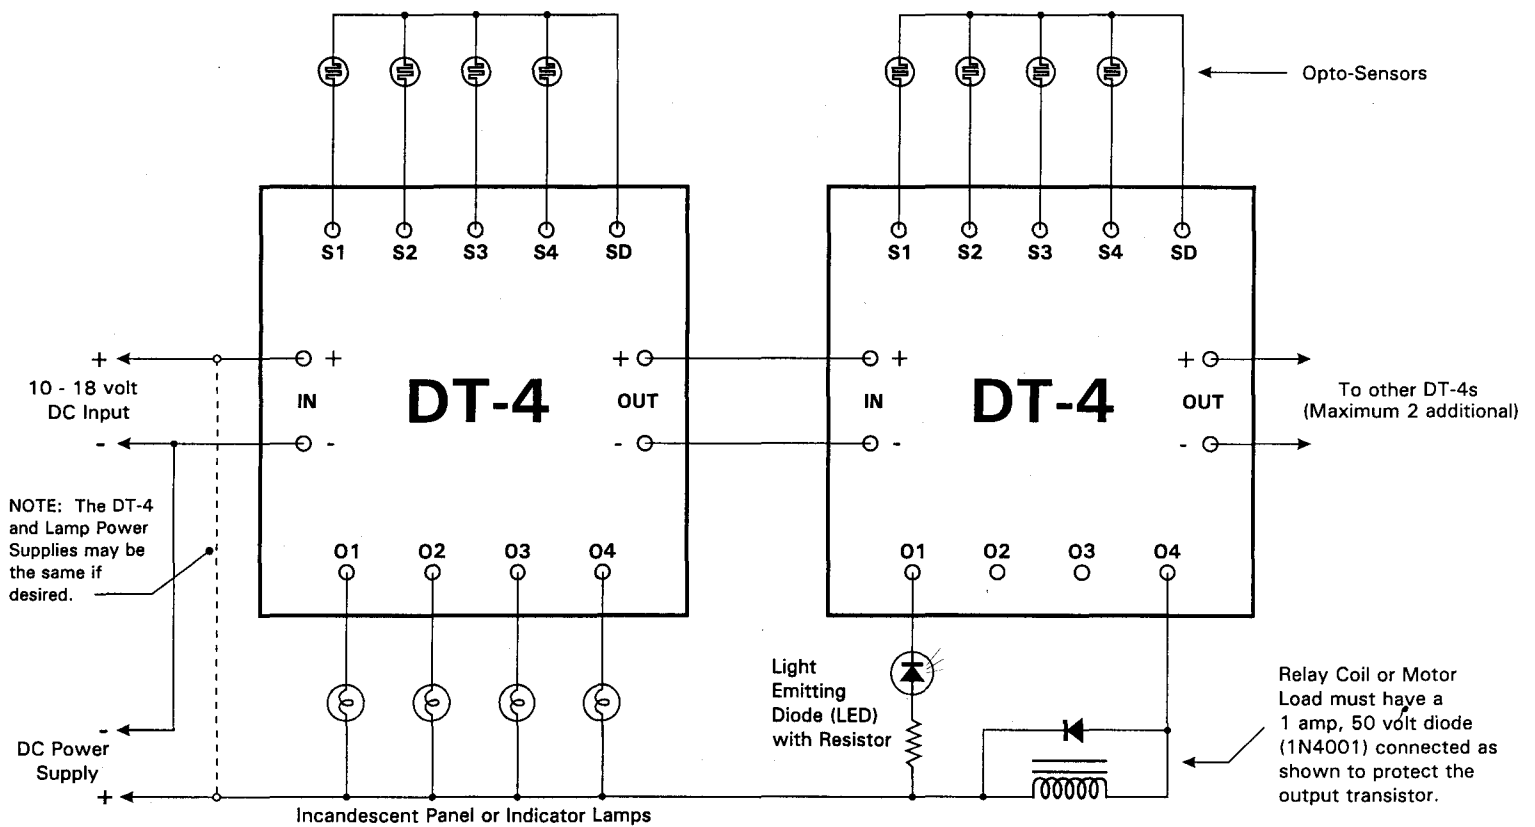 Opto-Sensors
S1 S2 S3 S4 SD
S1 S2 S3 S4 SD
+ + + + +
10 - 18 volt
DC Input
IN DT-4 OUT
IN DT-4 OUT
To other DT-4s
(Maximum 2 additional)
- - - - -
NOTE: The DT-4
and Lamp Power
Supplies may be
the same if
desired.
O1 O2 O3 O4
O1 O2 O3 O4
Light
Emitting
Diode (LED)
with Resistor
Relay Coil or Motor
Load must have a
1 amp, 50 volt diode
(1N4001) connected as
shown to protect the
output transistor.
-
DC Power
Supply
+
Incandescent Panel or Indicator Lamps